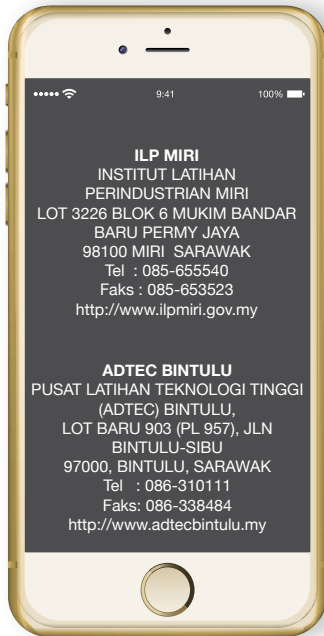 9:41
100%
ILP MIRI
INSTITUT LATIHAN
PERINDUSTRIAN MIRI
LOT 3226 BLOK 6 MUKIM BANDAR
BARU PERMY JAYA
98100 MIRI  SARAWAK
Tel  : 085-655540
Faks : 085-653523
http://www.ilpmiri.gov.my
ADTEC BINTULU
PUSAT LATIHAN TEKNOLOGI TINGGI
(ADTEC) BINTULU,
LOT BARU 903 (PL 957), JLN
BINTULU-SIBU
97000, BINTULU, SARAWAK
Tel   : 086-310111
Faks: 086-338484
http://www.adtecbintulu.my